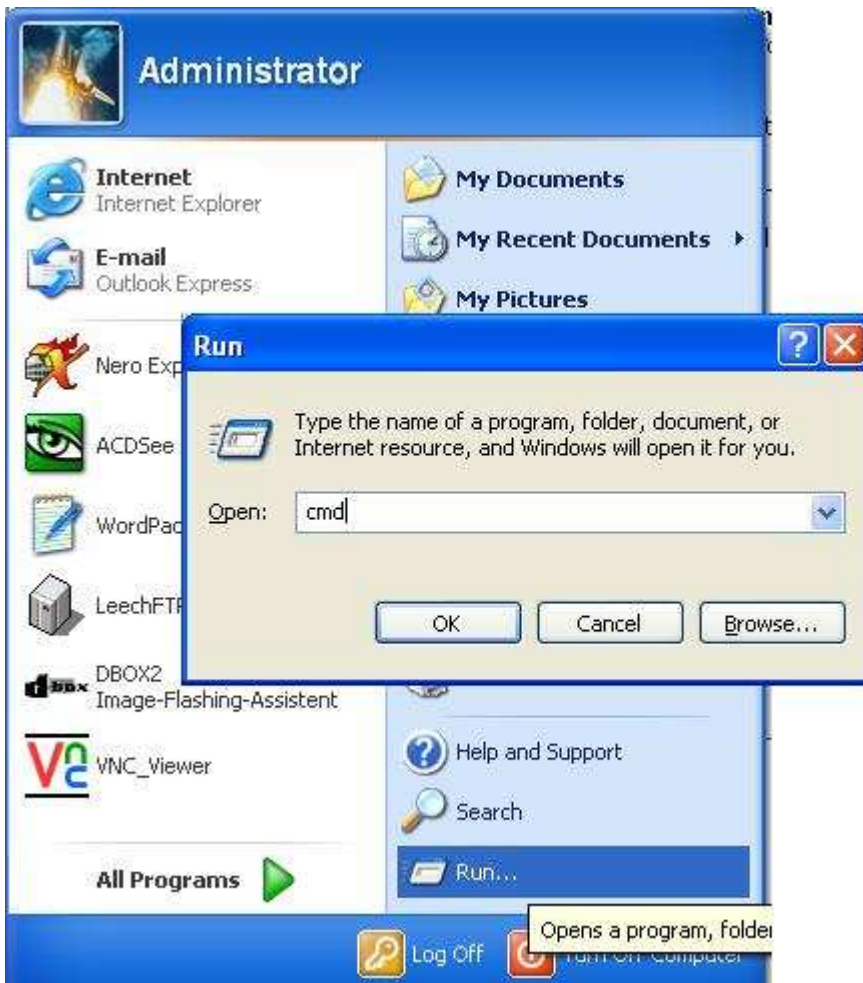 Administrator
Internet
Internet Explorer
E-mail
Outlook Express
Nero Exp
ACDSee
WordPad
LeechFTP
DBOX2
Image-Flashing-Assistent
VNC_Viewer
All Programs
My Documents
My Recent Documents
My Pictures
Run
Type the name of a program, folder, document, or
Internet resource, and Windows will open it for you.
Open:
cmd
OK
Cancel
Browse...
Help and Support
Search
Run...
Opens a program, folder
Log Off
Turn Off Computer